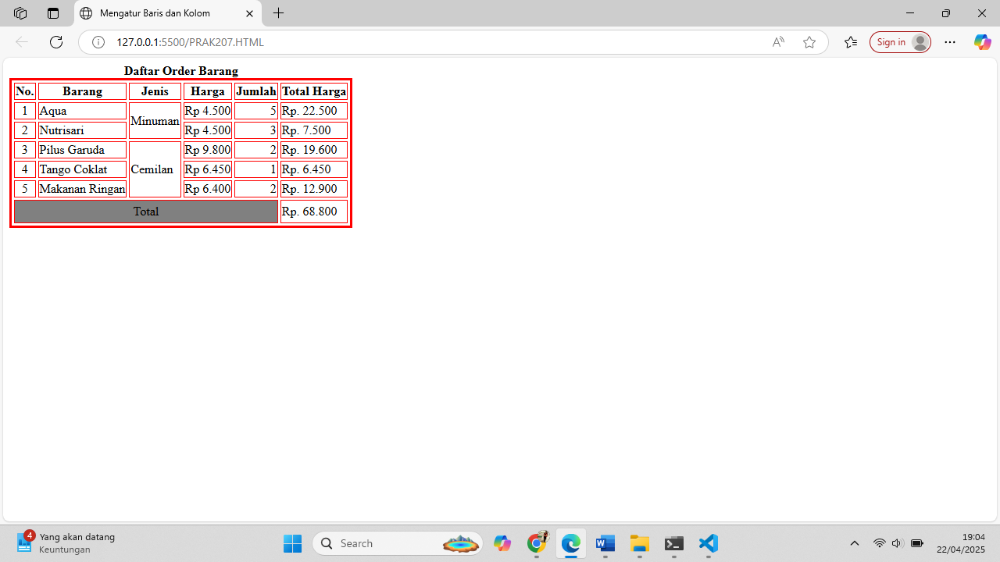 Mengatur Baris dan Kolom
127.0.0.1:5500/PRAK207.HTML
Sign in
Daftar Order Barang
No. Barang Jenis Harga Jumlah Total Harga
1 Aqua Minuman Rp 4.500 5 Rp. 22.500
2 Nutrisari Rp 4.500 3 Rp. 7.500
3 Pilus Garuda Cemilan Rp 9.800 2 Rp. 19.600
4 Tango Coklat Rp 6.450 1 Rp. 6.450
5 Makanan Ringan Rp 6.400 2 Rp. 12.900
Total Rp. 68.800
4 Yang akan datang
Keuntungan
Search
19:04
22/04/2025